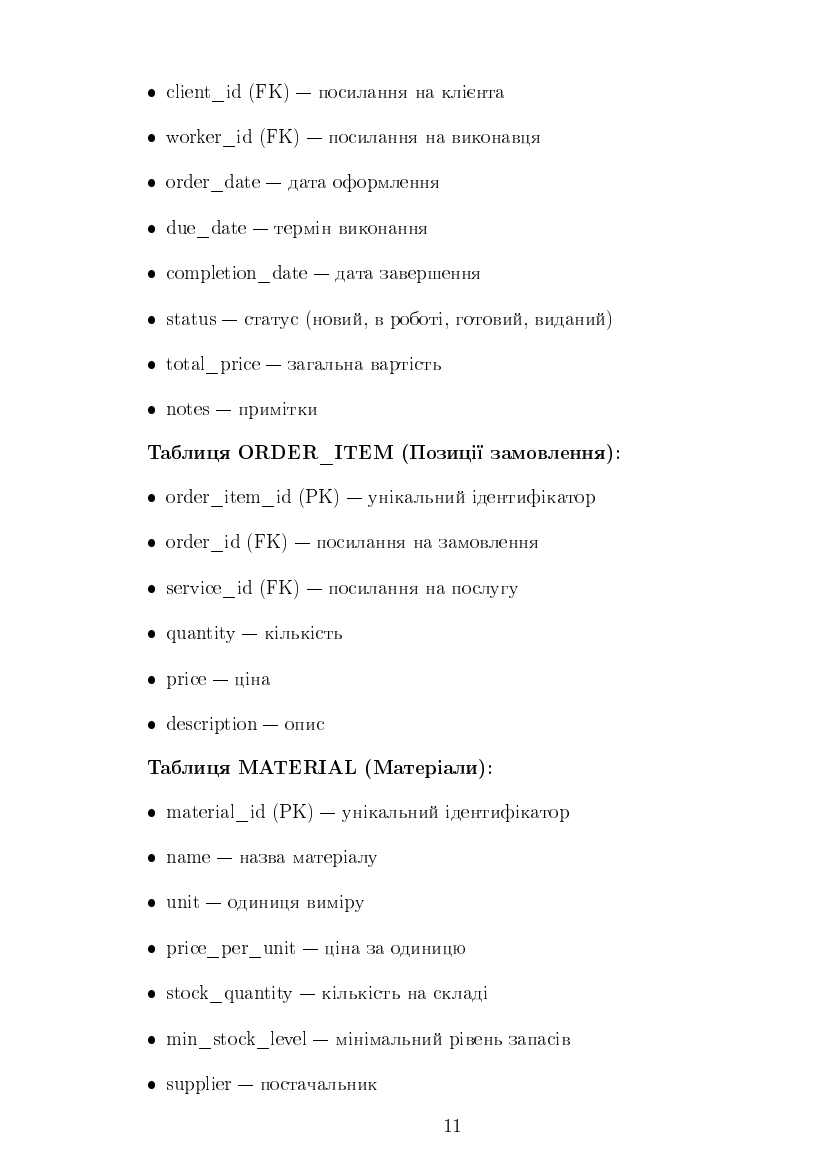 • client_id (FK) — посилання на клієнта
• worker_id (FK) — посилання на виконавця
• order_date — дата оформлення
• due_date — термін виконання
• completion_date — дата завершення
• status — статус (новий, в роботі, готовий, виданий)
• total_price — загальна вартість
• notes — примітки
Таблиця ORDER_ITEM (Позиції замовлення):
• order_item_id (PK) — унікальний ідентифікатор
• order_id (FK) — посилання на замовлення
• service_id (FK) — посилання на послугу
• quantity — кількість
• price — ціна
• description — опис
Таблиця MATERIAL (Матеріали):
• material_id (PK) — унікальний ідентифікатор
• name — назва матеріалу
• unit — одиниця виміру
• price_per_unit — ціна за одиницю
• stock_quantity — кількість на складі
• min_stock_level — мінімальний рівень запасів
• supplier — постачальник
11